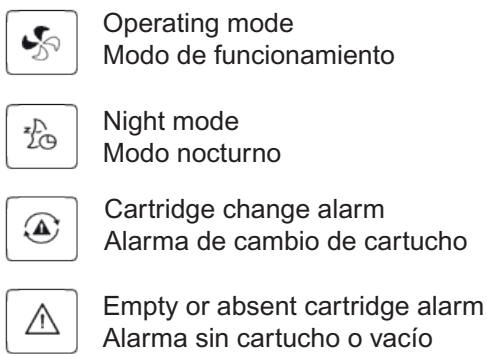 Operating mode
Modo de funcionamiento
Night mode
Modo nocturno
Cartridge change alarm
Alarma de cambio de cartucho
Empty or absent cartridge alarm
Alarma sin cartucho o vacío